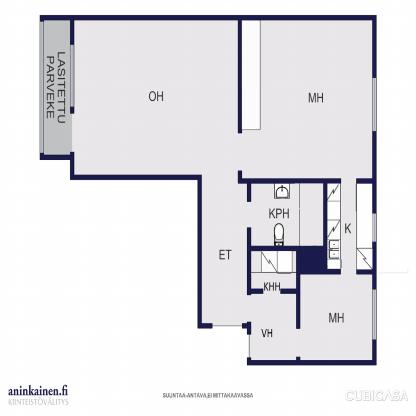 LASITETTU
PARVEKE
OH
MH
KPH
K
ET
KHH
MH
VH
aninkainen.fi
KIINTEISTÖVÄLITYS
SUUNTAA-ANTAVA,EI MITTAKAAVASSA
CUBICASA